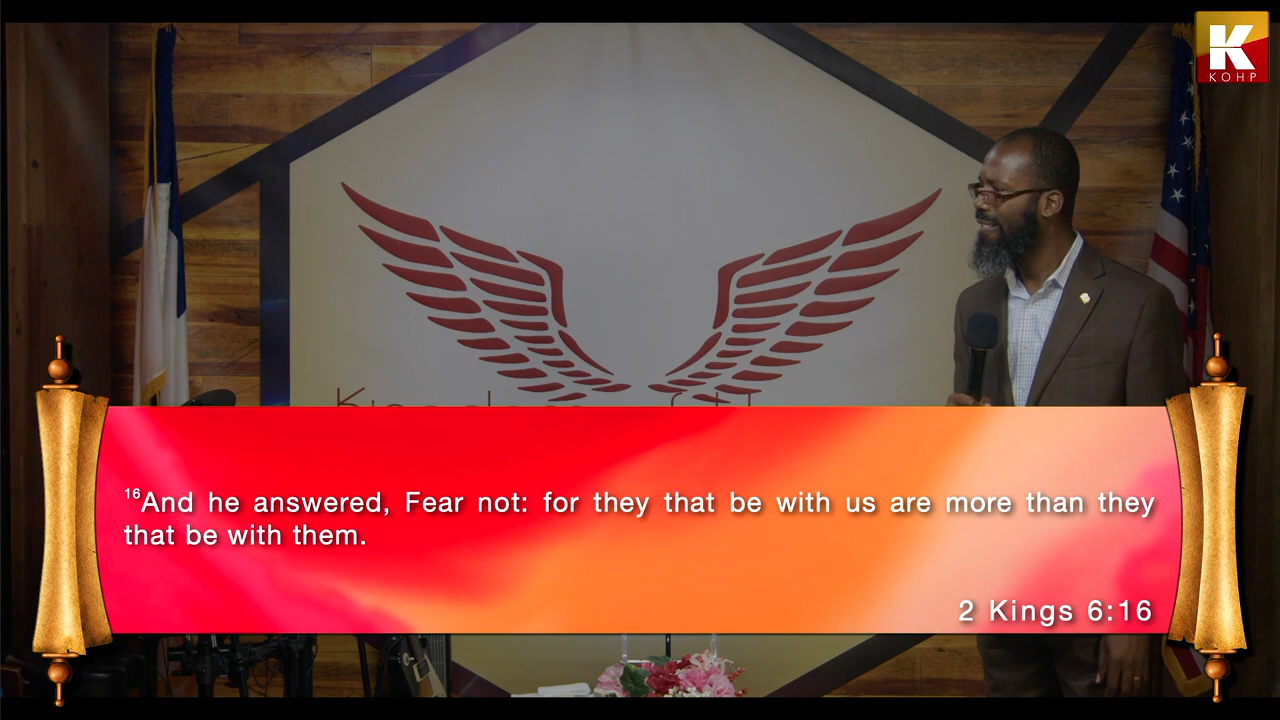 K
KOHP
16And he answered, Fear not: for they that be with us are more than they
that be with them.
2 Kings 6:16